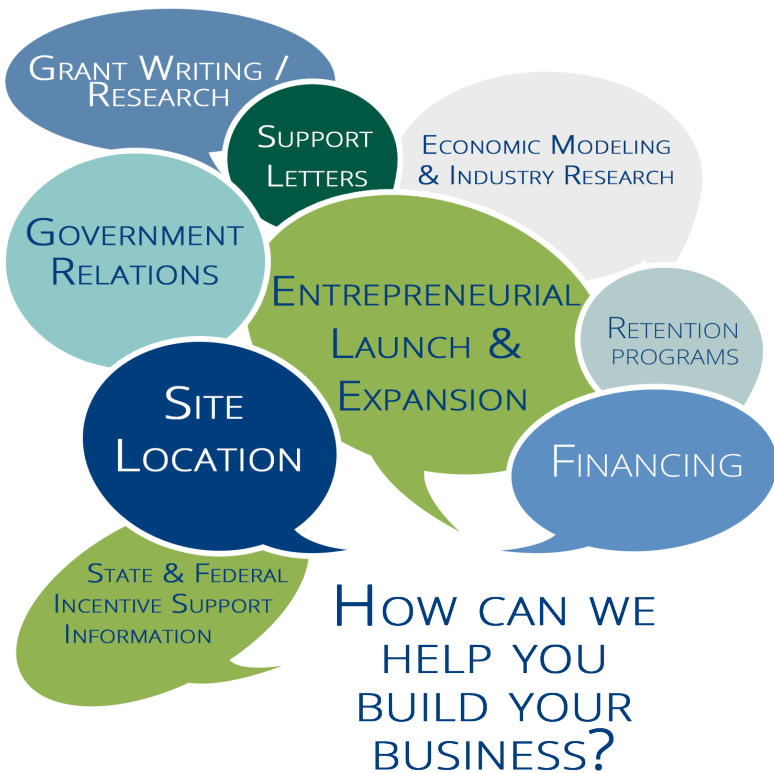 Grant Writing /
Research
Support
Letters
Economic Modeling
& Industry Research
Government
Relations
Entrepreneurial
Launch &
Expansion
Retention
programs
Site
Location
Financing
State & Federal
Incentive Support
Information
How can we
help you
build your
business?